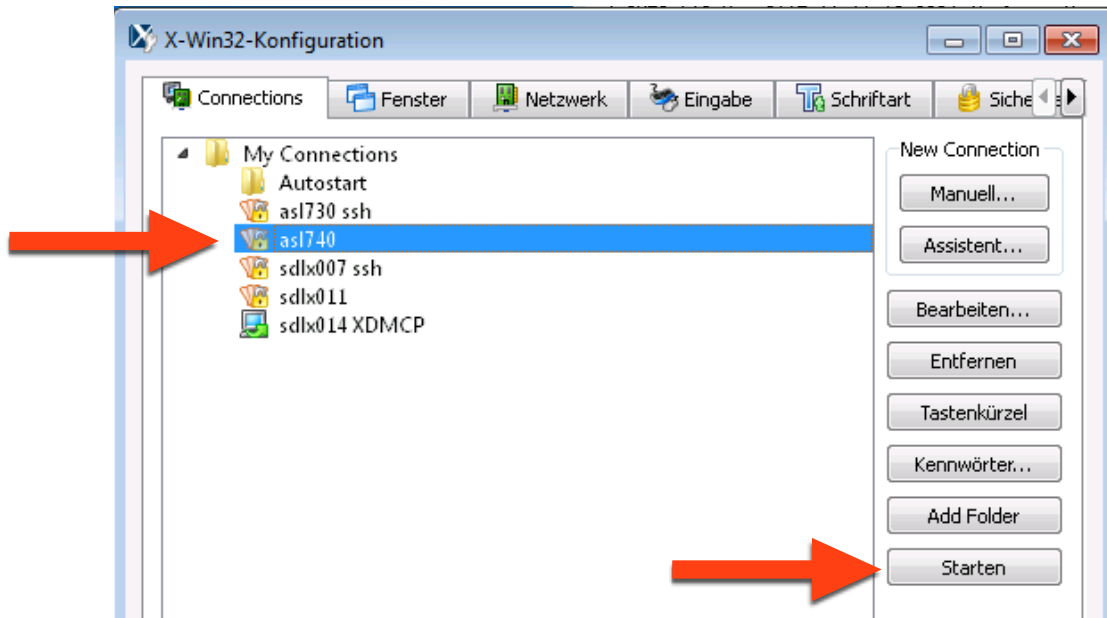 X-Win32-Konfiguration
Connections
Fenster
Netzwerk
Eingabe
Schriftart
Siche
My Connections
Autostart
asl730 ssh
asl740
sdlx007 ssh
sdlx011
sdlx014 XDMCP
New Connection
Manuell...
Assistent...
Bearbeiten...
Entfernen
Tastenkürzel
Kennwörter...
Add Folder
Starten